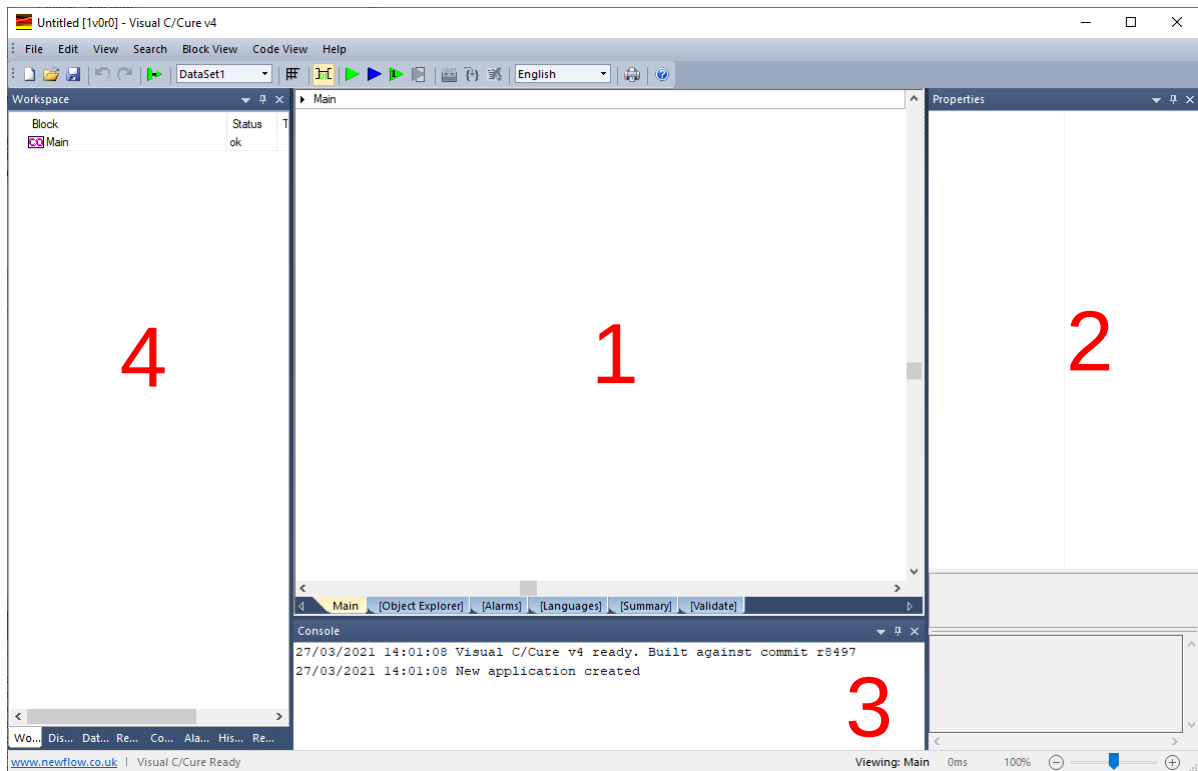 Untitled [1v0r0] - Visual C/Cure v4
File Edit View Search Block View Code View Help
DataSet1 English
Workspace
Main
Properties
Block Status T
CO Main ok
4
1
2
Main [Object Explorer] [Alarms] [Languages] [Summary] [Validate]
Console
27/03/2021 14:01:08 Visual C/Cure v4 ready. Built against commit r8497
27/03/2021 14:01:08 New application created
3
Wo... Dis... Dat... Re... Co... Ala... His... Re...
www.newflow.co.uk Visual C/Cure Ready Viewing: Main 0ms 100%